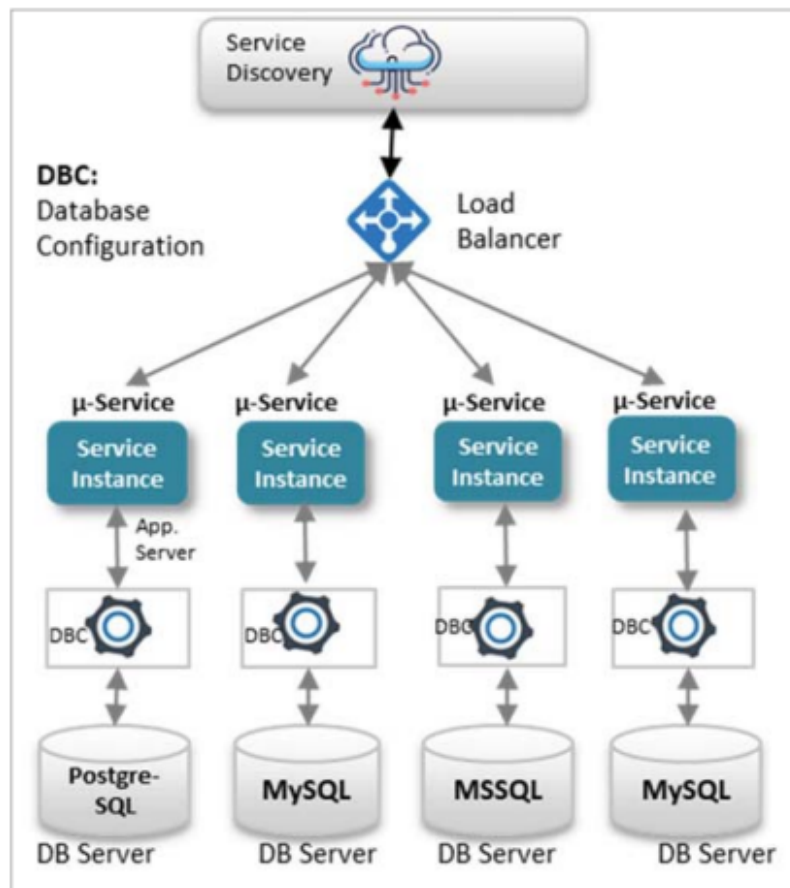 Service
Discovery
DBC:
Database
Configuration
Load
Balancer
µ-Service
µ-Service
µ-Service
µ-Service
Service
Instance
Service
Instance
Service
Instance
Service
Instance
App.
Server
DBC
DBC
DBC
DBC
Postgre-
SQL
MySQL
MSSQL
MySQL
DB Server
DB Server
DB Server
DB Server